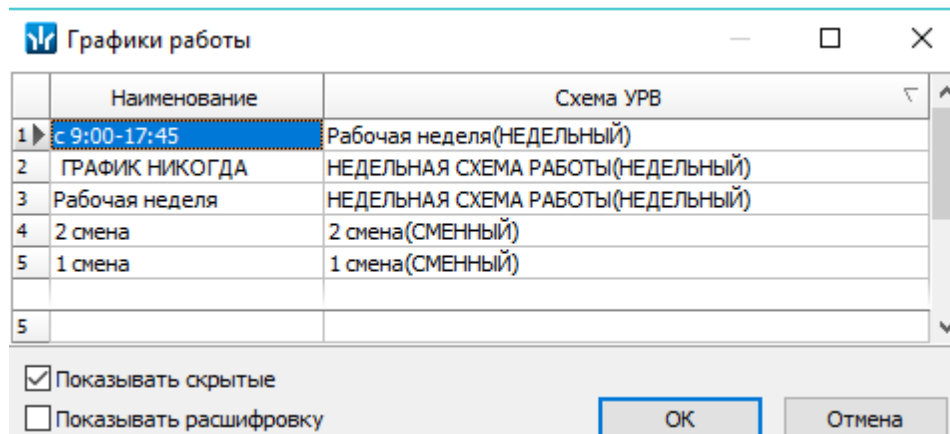 Графики работы
Наименование Схема УРВ
1 с 9:00-17:45 Рабочая неделя(НЕДЕЛЬНЫЙ)
2 ГРАФИК НИКОГДА НЕДЕЛЬНАЯ СХЕМА РАБОТЫ(НЕДЕЛЬНЫЙ)
3 Рабочая неделя НЕДЕЛЬНАЯ СХЕМА РАБОТЫ(НЕДЕЛЬНЫЙ)
4 2 смена 2 смена(СМЕННЫЙ)
5 1 смена 1 смена(СМЕННЫЙ)
5
Показывать скрытые
Показывать расшифровку ОК Отмена